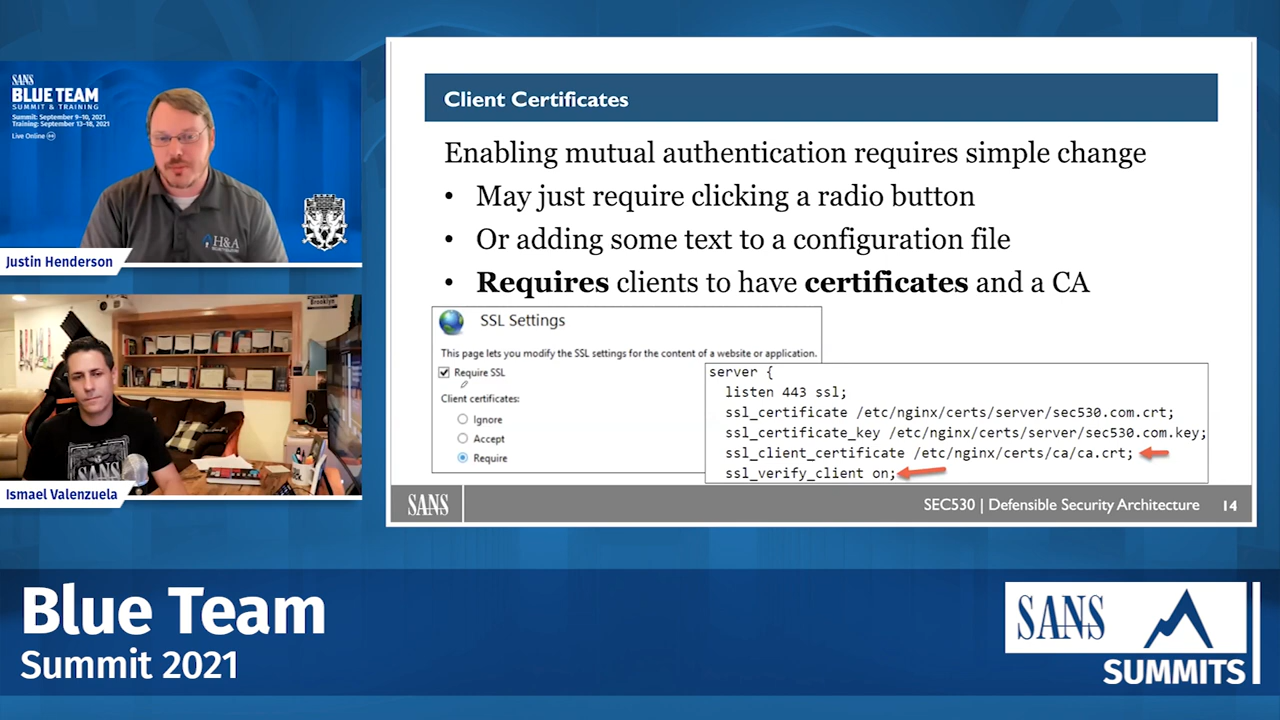 SANS
BLUE TEAM
SUMMIT & TRAINING
Summit: September 9-10, 2021
Training: September 13-18, 2021
Live Online
H&A
Justin Henderson
Brooklyn
SANS
Ismael Valenzuela
Client Certificates
Enabling mutual authentication requires simple change
• May just require clicking a radio button
• Or adding some text to a configuration file
• Requires clients to have certificates and a CA
SSL Settings
This page lets you modify the SSL settings for the content of a website or application.
Require SSL
Client certificates:
Ignore
Accept
Require
server {
listen 443 ssl;
ssl_certificate /etc/nginx/certs/server/sec530.com.crt;
ssl_certificate_key /etc/nginx/certs/server/sec530.com.key;
ssl_client_certificate /etc/nginx/certs/ca/ca.crt;
ssl_verify_client on;
SANS
SEC530 | Defensible Security Architecture 14
Blue Team
Summit 2021
SANS
SUMMITS